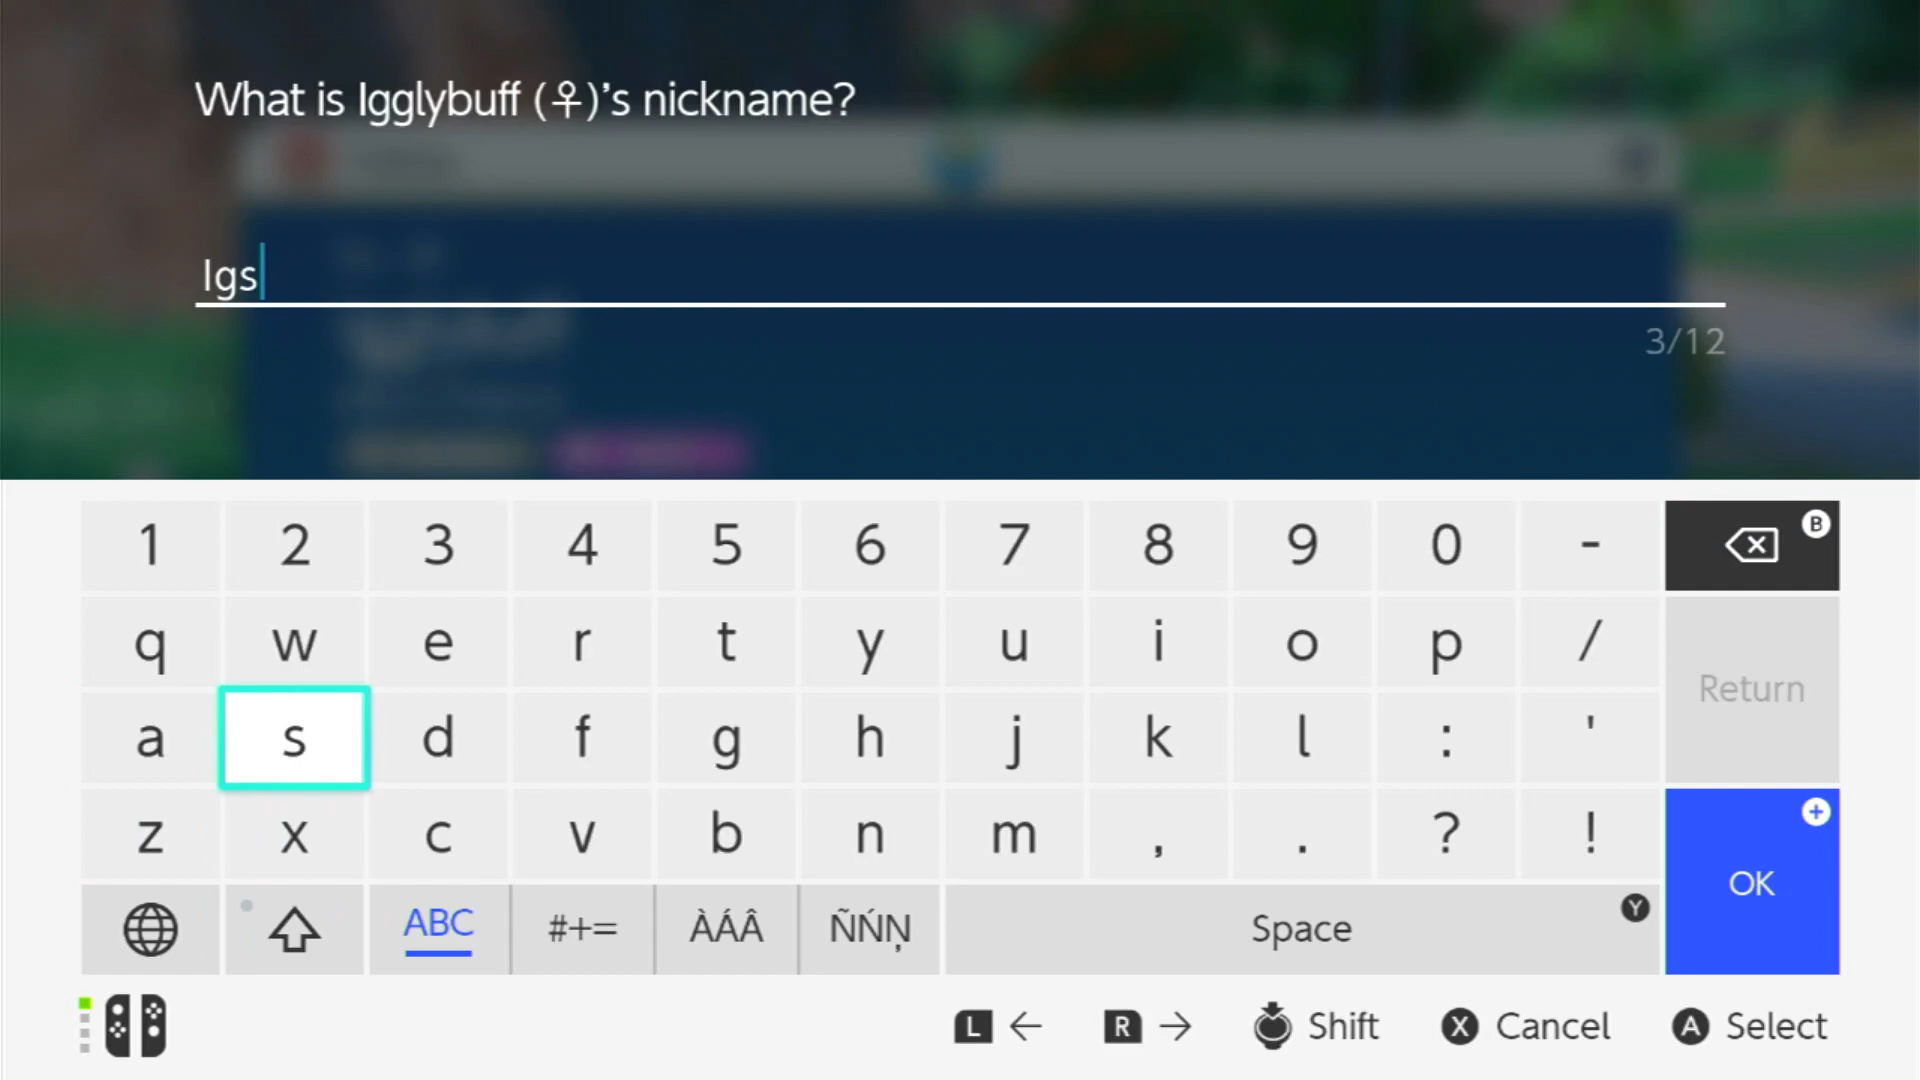 What is Igglybuff (♀)'s nickname?
Igs
3/12
1 2 3 4 5 6 7 8 9 0 - B
q w e r t y u i o p /
Return
a s d f g h j k l : '
z x c v b n m , . ? ! +
OK
ABC #+= ÀÁÂ ÑŃŅ Space Y
L ← R → Shift X Cancel A Select